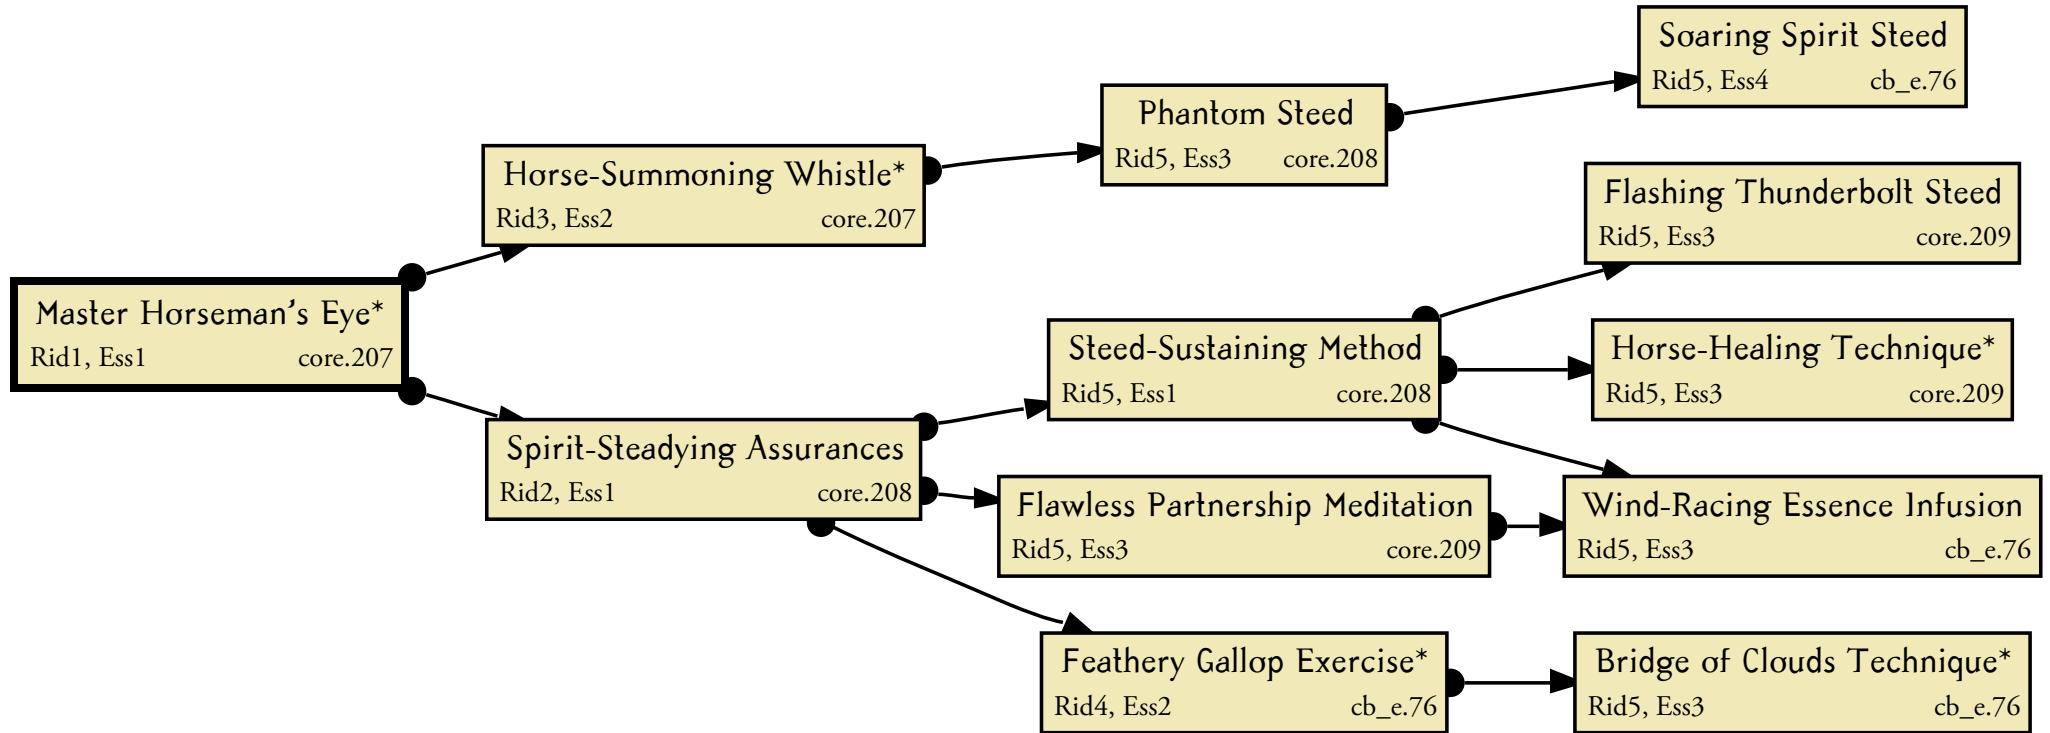 Soaring Spirit Steed
Rid5, Ess4 cb_e.76
Phantom Steed
Rid5, Ess3 core.208
Horse-Summoning Whistle*
Rid3, Ess2 core.207
Flashing Thunderbolt Steed
Rid5, Ess3 core.209
Master Horseman's Eye*
Rid1, Ess1 core.207
Steed-Sustaining Method
Rid5, Ess1 core.208
Horse-Healing Technique*
Rid5, Ess3 core.209
Spirit-Steadying Assurances
Rid2, Ess1 core.208
Flawless Partnership Meditation
Rid5, Ess3 core.209
Wind-Racing Essence Infusion
Rid5, Ess3 cb_e.76
Feathery Gallop Exercise*
Rid4, Ess2 cb_e.76
Bridge of Clouds Technique*
Rid5, Ess3 cb_e.76